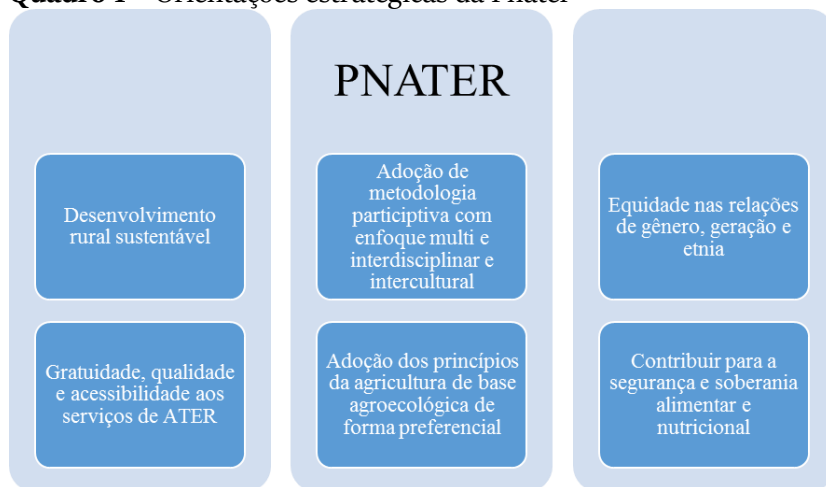 Quadro 1 – Orientações estratégicas da Pnater
PNATER
Desenvolvimento
rural sustentável
Gratuidade, qualidade
e acessibilidade aos
serviços de ATER
Adoção de
metodologia
participtiva com
enfoque multi e
interdisciplinar e
intercultural
Adoção dos princípios
da agricultura de base
agroecológica de
forma preferencial
Equidade nas relações
de gênero, geração e
etnia
Contribuir para a
segurança e soberania
alimentar e
nutricional